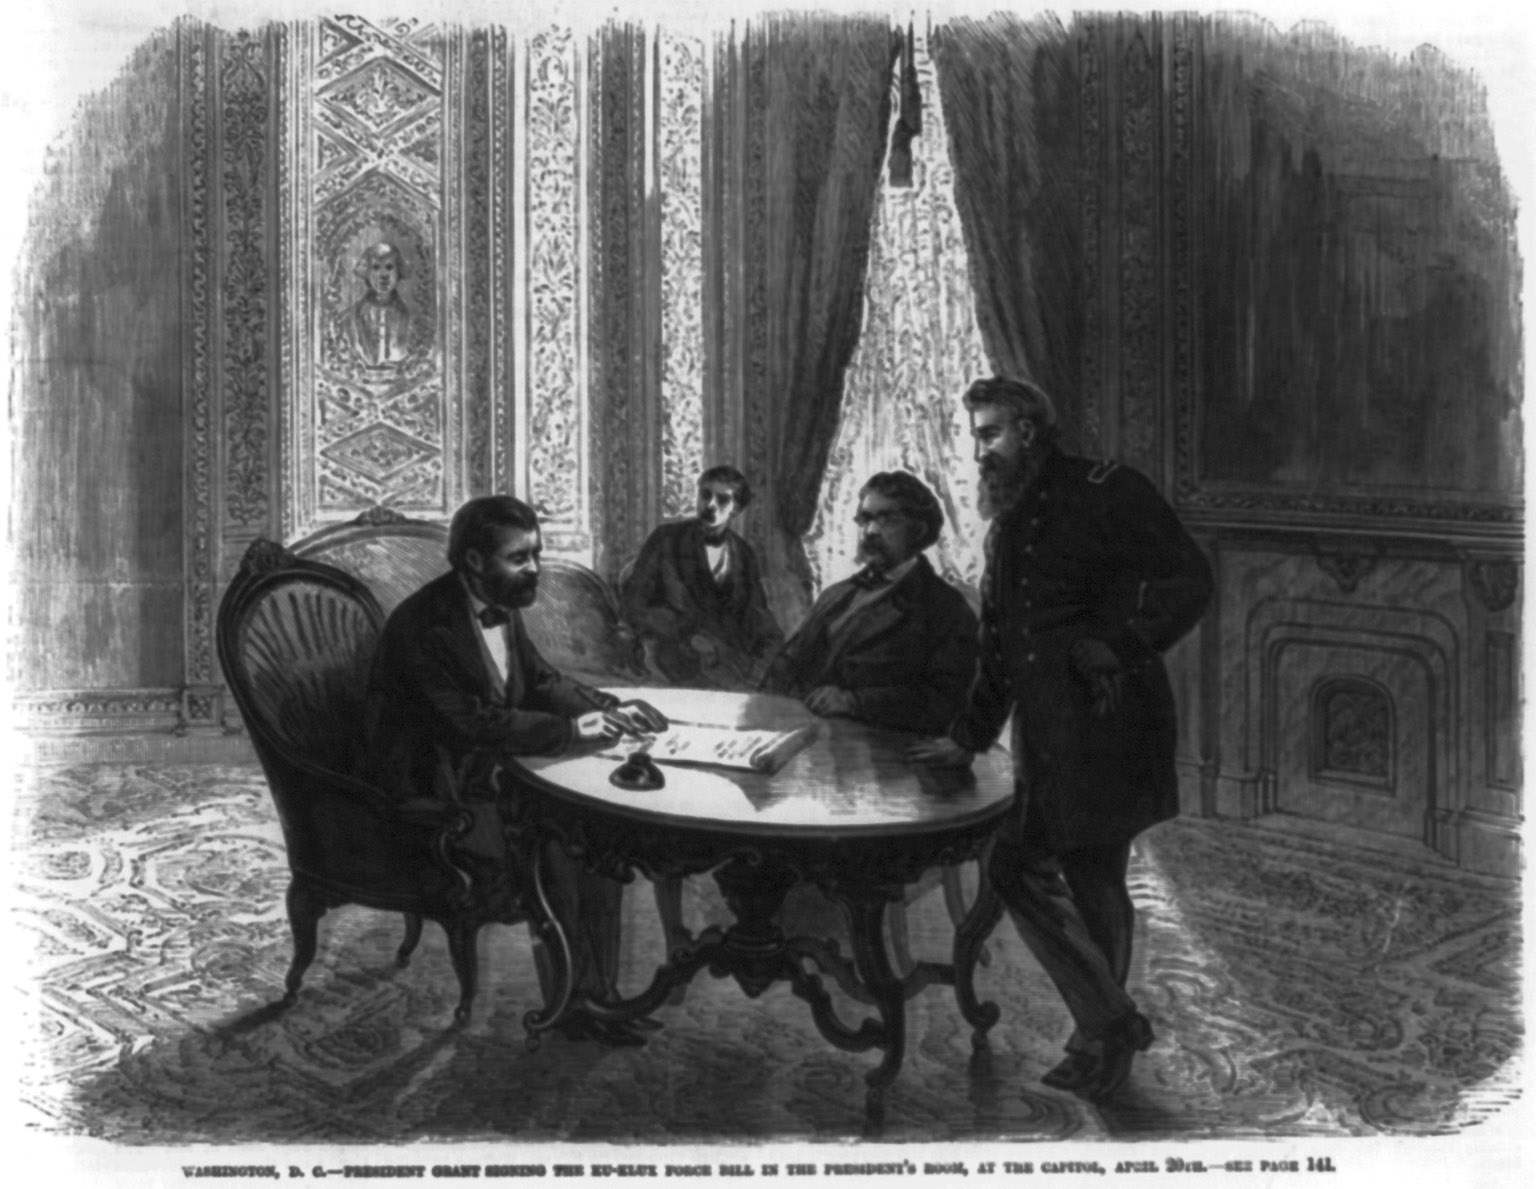 WASHINGTON, D. C.—PRESIDENT GRANT SIGNING THE KU-KLUX FORCE BILL IN THE PRESIDENT'S ROOM, AT THE CAPITOL, APRIL 20TH.—SEE PAGE 141.